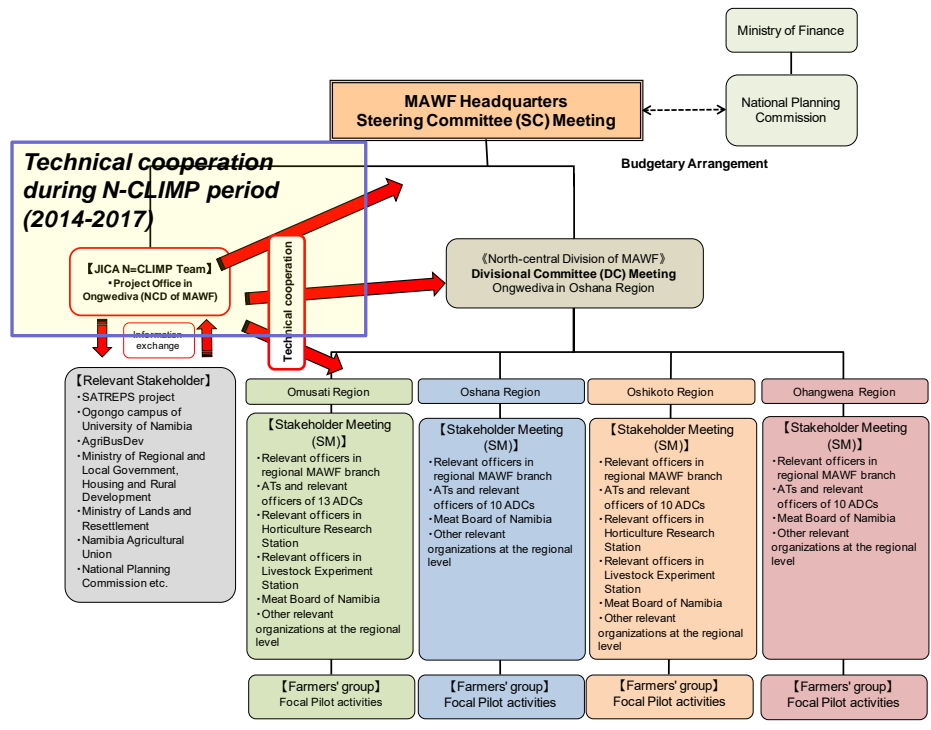 Ministry of Finance
MAWF Headquarters
Steering Committee (SC) Meeting
National Planning
Commission
Budgetary Arrangement
Technical cooperation
during N-CLIMP period
(2014-2017)
【JICA N=CLIMP Team】
・Project Office in
Ongwediva (NCD of MAWF)
Technical cooperation
《North-central Division of MAWF》
Divisional Committee (DC) Meeting
Ongwediva in Oshana Region
Information
exchange
【Relevant Stakeholder】
・SATREPS project
・Ogongo campus of
University of Namibia
・AgriBusDev
・Ministry of Regional and
Local Government,
Housing and Rural
Development
・Ministry of Lands and
Resettlement
・Namibia Agricultural
Union
・National Planning
Commission etc.
Omusati Region
【Stakeholder Meeting
(SM)】
・Relevant officers in
regional MAWF branch
・ATs and relevant
officers of 13 ADCs
・Relevant officers in
Horticulture Research
Station
・Relevant officers in
Livestock Experiment
Station
・Meat Board of Namibia
・Other relevant
organizations at the regional
level
【Farmers' group】
Focal Pilot activities
Oshana Region
【Stakeholder Meeting
(SM)】
・Relevant officers in
regional MAWF branch
・ATs and relevant
officers of 10 ADCs
・Meat Board of Namibia
・Other relevant
organizations at the regional
level
【Farmers' group】
Focal Pilot activities
Oshikoto Region
【Stakeholder Meeting
(SM)】
・Relevant officers in
regional MAWF branch
・ATs and relevant
officers of 10 ADCs
・Relevant officers in
Horticulture Research
Station
・Relevant officers in
Livestock Experiment
Station
・Meat Board of Namibia
・Other relevant
organizations at the regional
level
【Farmers' group】
Focal Pilot activities
Ohangwena Region
【Stakeholder Meeting
(SM)】
・Relevant officers in
regional MAWF branch
・ATs and relevant
officers of 10 ADCs
・Meat Board of Namibia
・Other relevant
organizations at the regional
level
【Farmers' group】
Focal Pilot activities